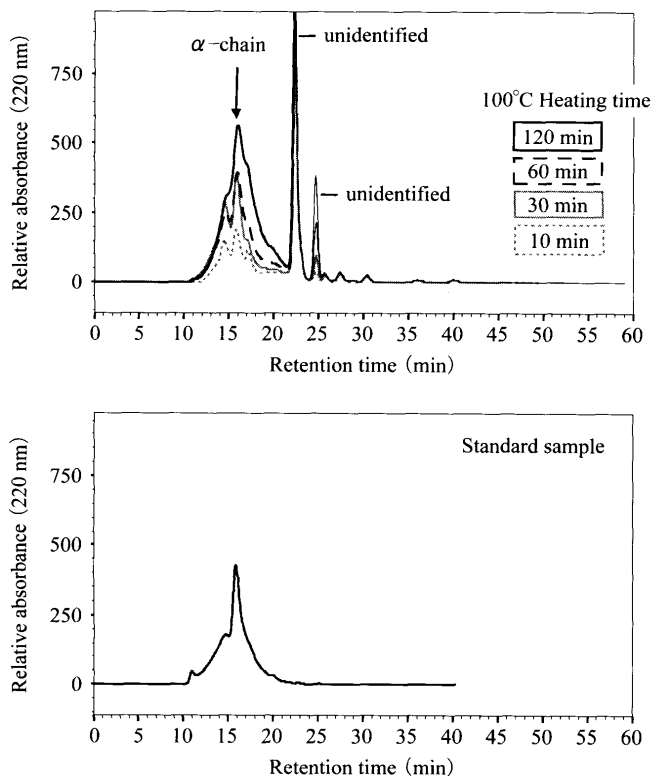 Relative absorbance (220 nm)
750
500
250
0
α-chain
unidentified
unidentified
100°C Heating time
120 min
60 min
30 min
10 min
0 5 10 15 20 25 30 35 40 45 50 55 60
Retention time (min)
Relative absorbance (220 nm)
750
500
250
0
Standard sample
0 5 10 15 20 25 30 35 40 45 50 55 60
Retention time (min)